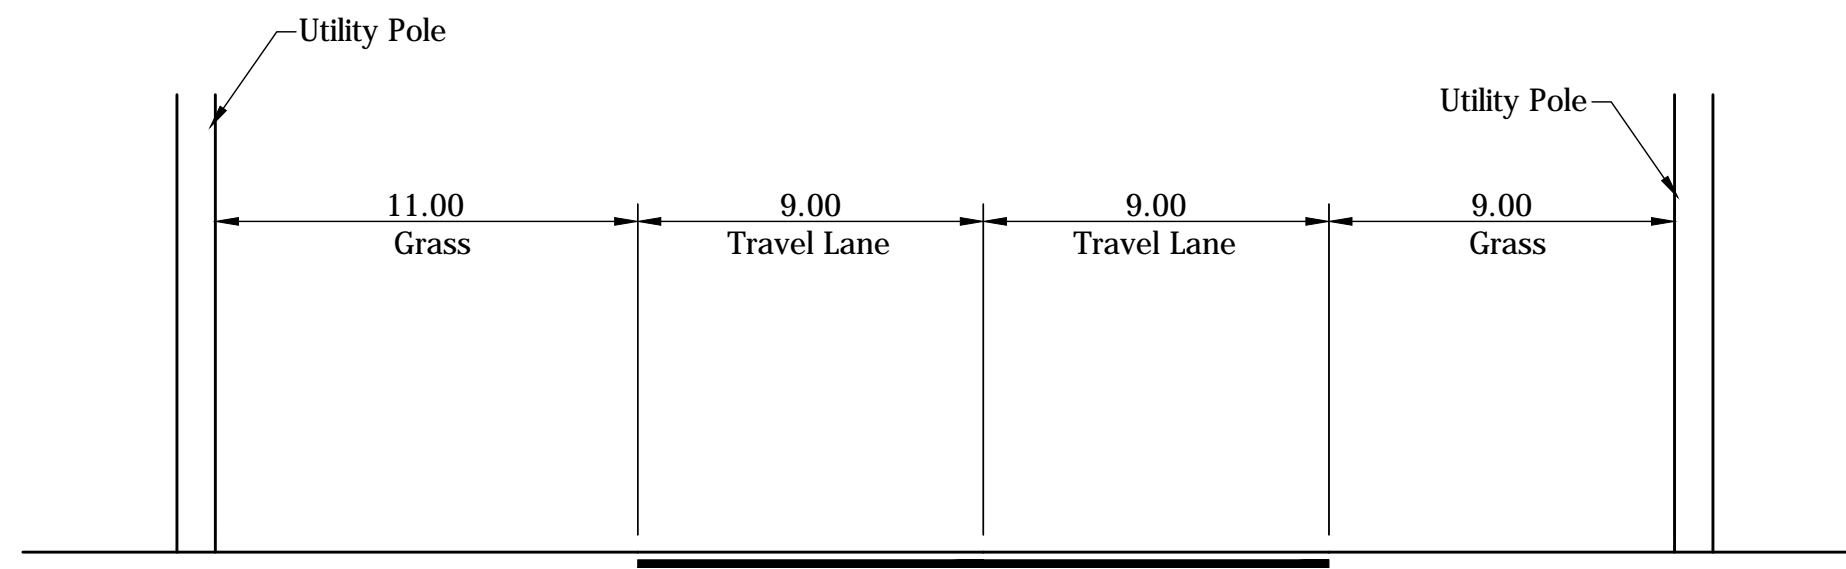 Utility Pole
Utility Pole
11.00
9.00
9.00
9.00
Grass
Travel Lane
Travel Lane
Grass